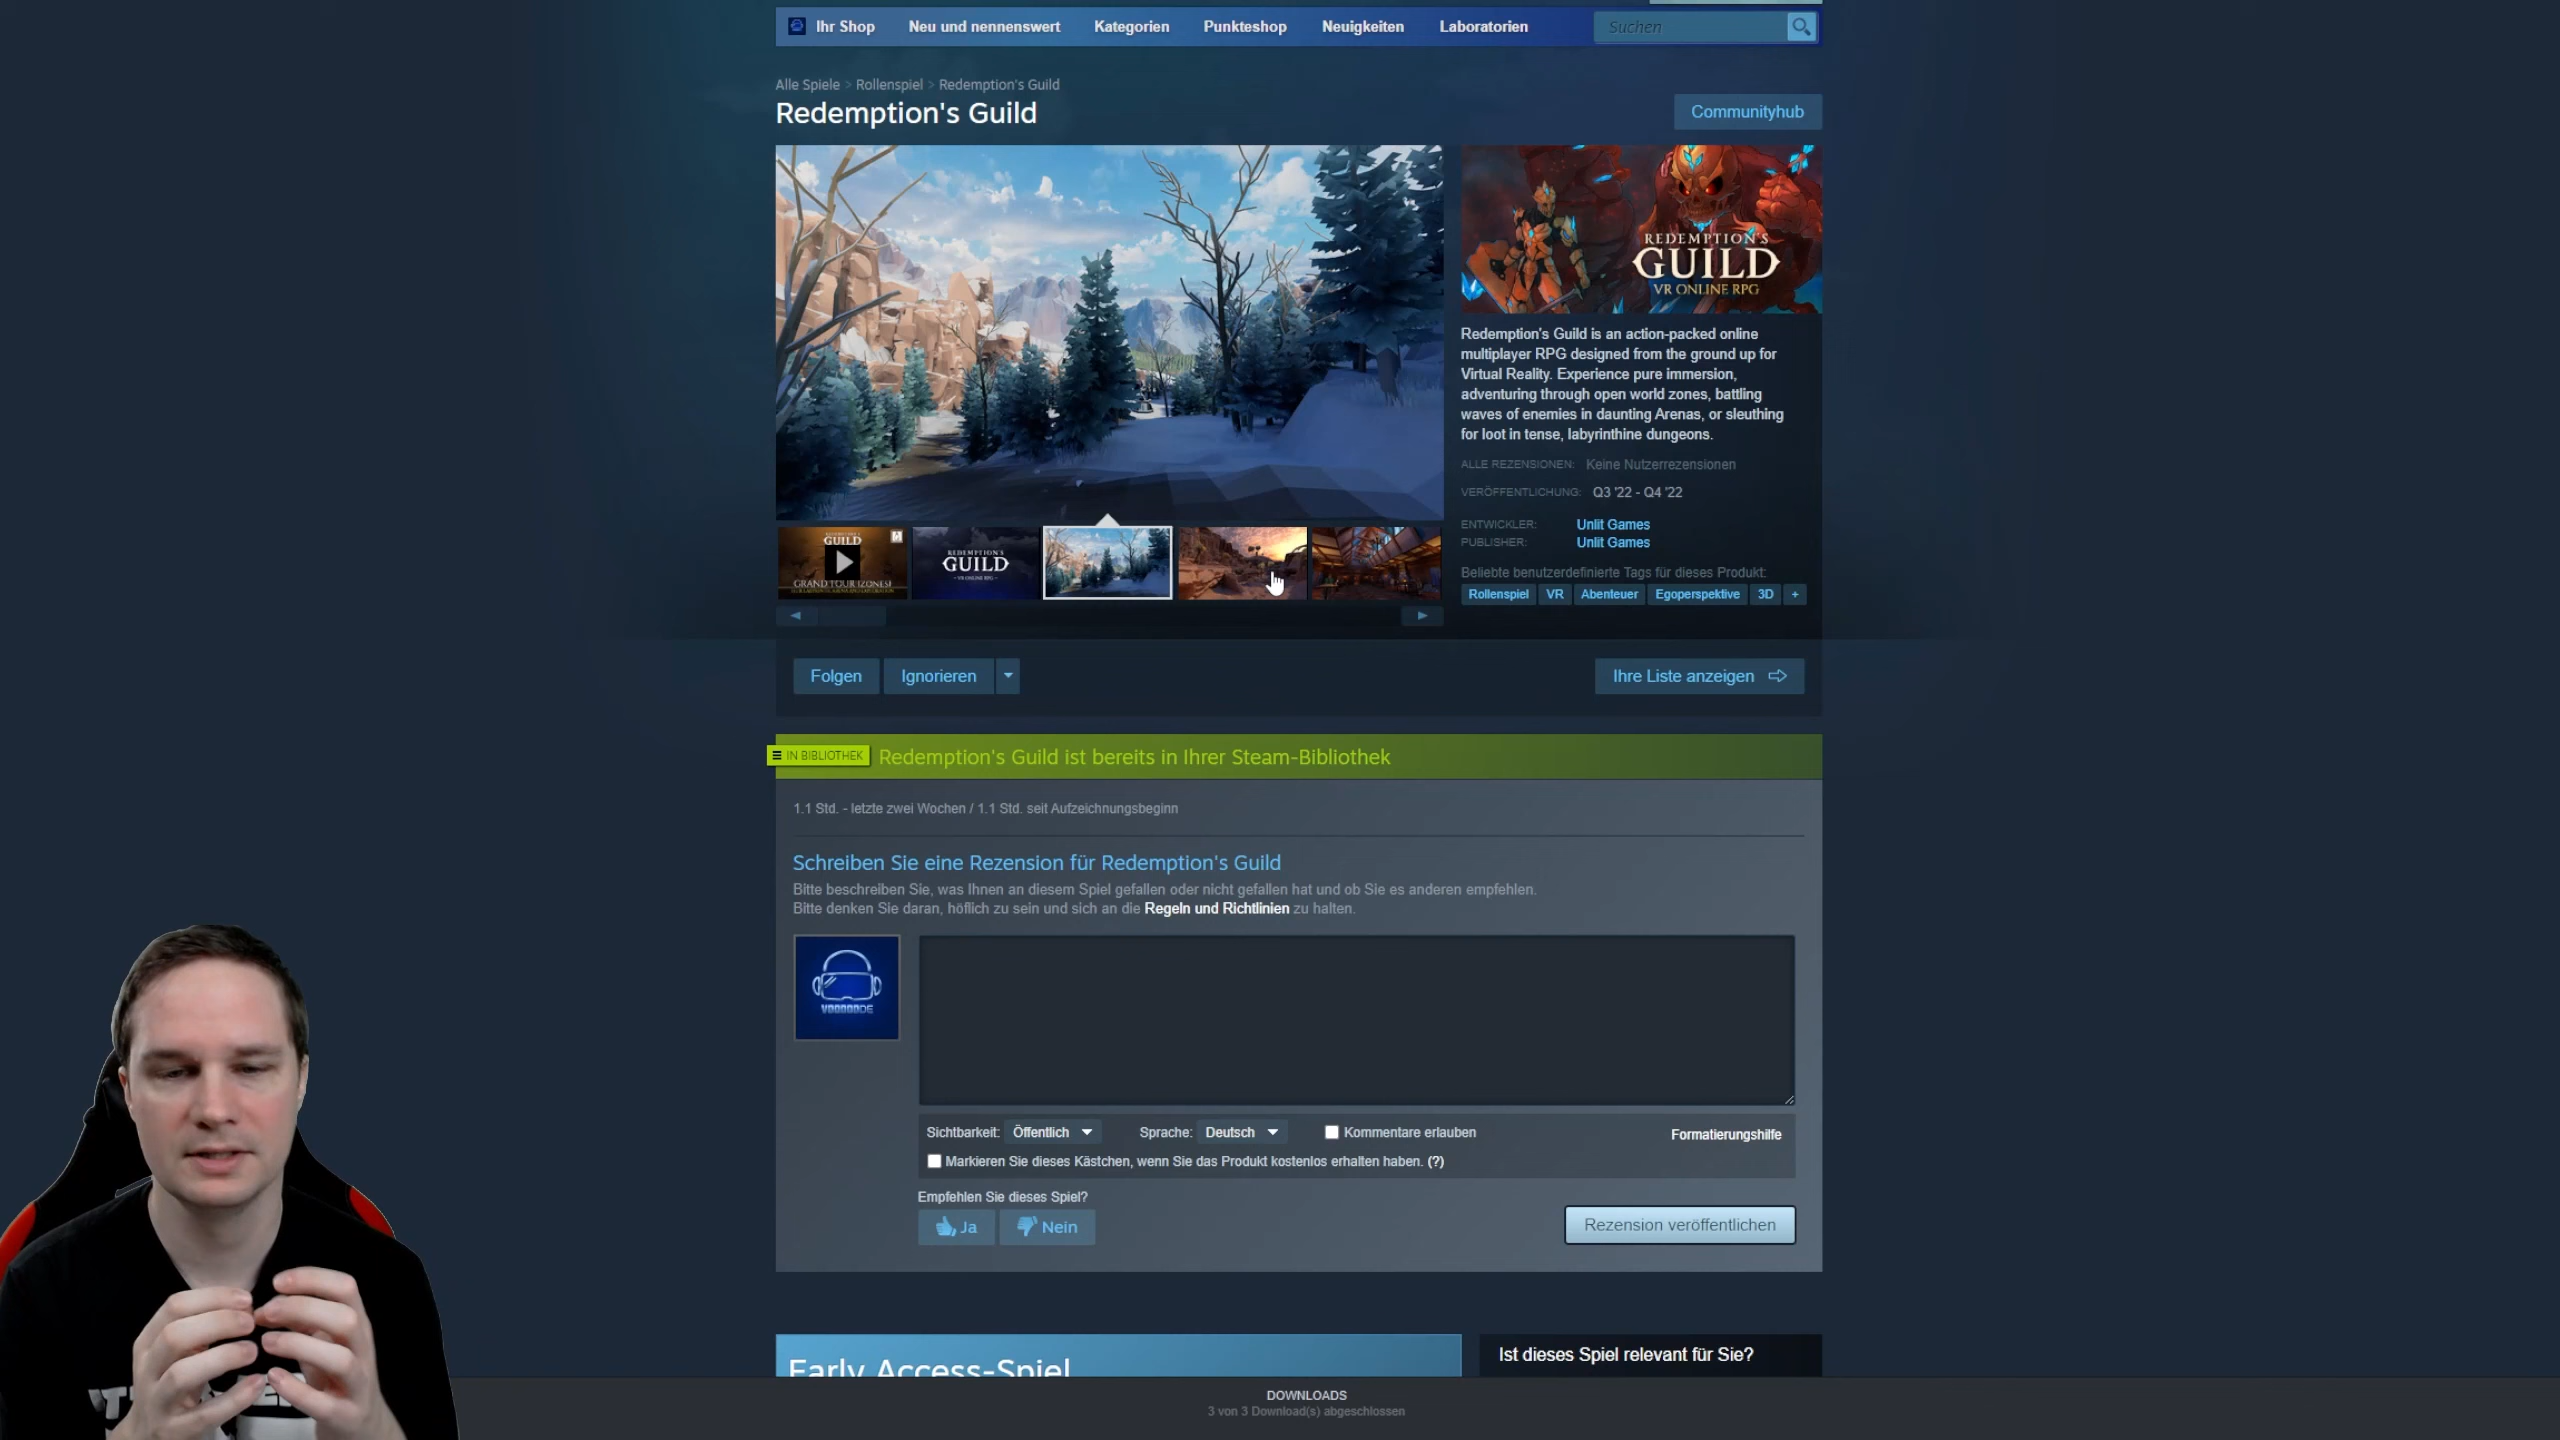 Ihr Shop
Neu und nennenswert
Kategorien
Punkteshop
Neuigkeiten
Laboratorien
Suchen
Alle Spiele > Rollenspiel > Redemption's Guild
Redemption's Guild
Communityhub
REDEMPTION'S
GUILD
VR ONLINE RPG
Redemption's Guild is an action-packed online
multiplayer RPG designed from the ground up for
Virtual Reality. Experience pure immersion,
adventuring through open world zones, battling
waves of enemies in daunting Arenas, or sleuthing
for loot in tense, labyrinthine dungeons.
ALLE REZENSIONEN: Keine Nutzerrezensionen
VERÖFFENTLICHUNG: Q3 '22 - Q4 '22
ENTWICKLER: Unlit Games
PUBLISHER: Unlit Games
Beliebte benutzerdefinierte Tags für dieses Produkt:
Rollenspiel VR Abenteuer Egoperspektive 3D +
GUILD
GRAND TOUR (ZONES)
REDEMPTION'S
GUILD
VR ONLINE RPG
Folgen
Ignorieren
Ihre Liste anzeigen
IN BIBLIOTHEK
Redemption's Guild ist bereits in Ihrer Steam-Bibliothek
1.1 Std. - letzte zwei Wochen / 1.1 Std. seit Aufzeichnungsbeginn
Schreiben Sie eine Rezension für Redemption's Guild
Bitte beschreiben Sie, was Ihnen an diesem Spiel gefallen oder nicht gefallen hat und ob Sie es anderen empfehlen.
Bitte denken Sie daran, höflich zu sein und sich an die Regeln und Richtlinien zu halten.
Sichtbarkeit: Öffentlich
Sprache: Deutsch
Kommentare erlauben
Formatierungshilfe
Markieren Sie dieses Kästchen, wenn Sie das Produkt kostenlos erhalten haben. (?)
Empfehlen Sie dieses Spiel?
Ja
Nein
Rezension veröffentlichen
Early Access-Spiel
Ist dieses Spiel relevant für Sie?
DOWNLOADS
3 von 3 Download(s) abgeschlossen